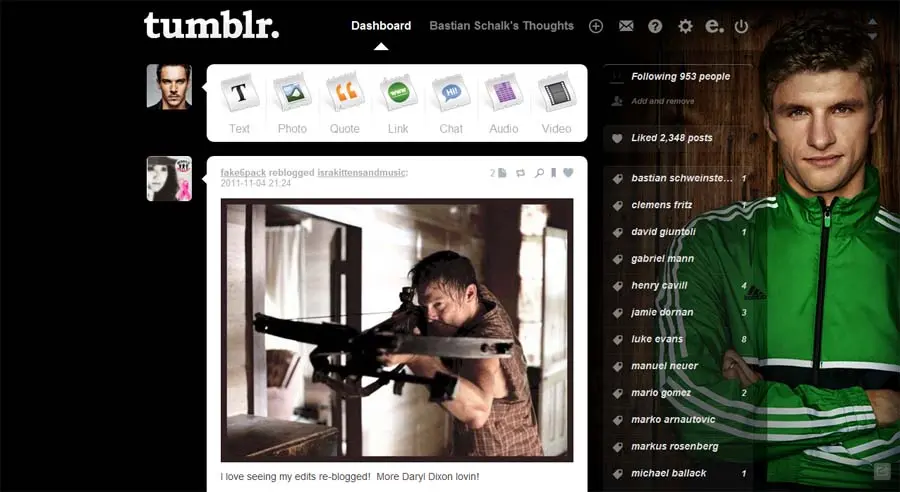 tumblr.
Dashboard
Bastian Schalk's Thoughts
Text
Photo
Quote
Link
Chat
Audio
Video
fake6pack reblogged israkittensandmusic:
2011-11-04 21:24
2
I love seeing my edits re-blogged! More Daryl Dixon lovin!
Following 953 people
Add and remove
Liked 2,348 posts
bastian schweinste... 1
clemens fritz
david giuntoli 1
gabriel mann
henry cavill 4
jamie dornan 3
luke evans 8
manuel neuer
mario gomez 2
marko arnautovic
markus rosenberg
michael ballack 1